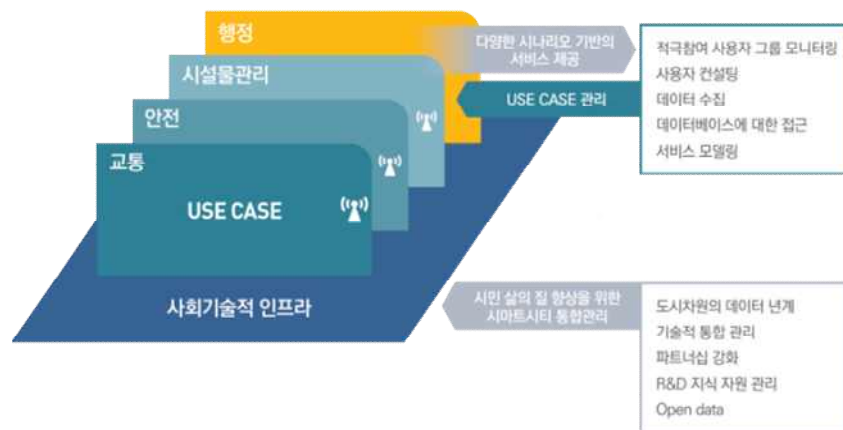 행정
시설물관리
안전
교통
USE CASE
사회기술적 인프라
다양한 시나리오 기반의
서비스 제공
USE CASE 관리
적극참여 사용자 그룹 모니터링
사용자 컨설팅
데이터 수집
데이터베이스에 대한 접근
서비스 모델링
시민 삶의 질 향상을 위한
시마트시티 통합관리
도시차원의 데이터 년계
기술적 통합 관리
파트너십 강화
R&D 지식 자원 관리
Open data